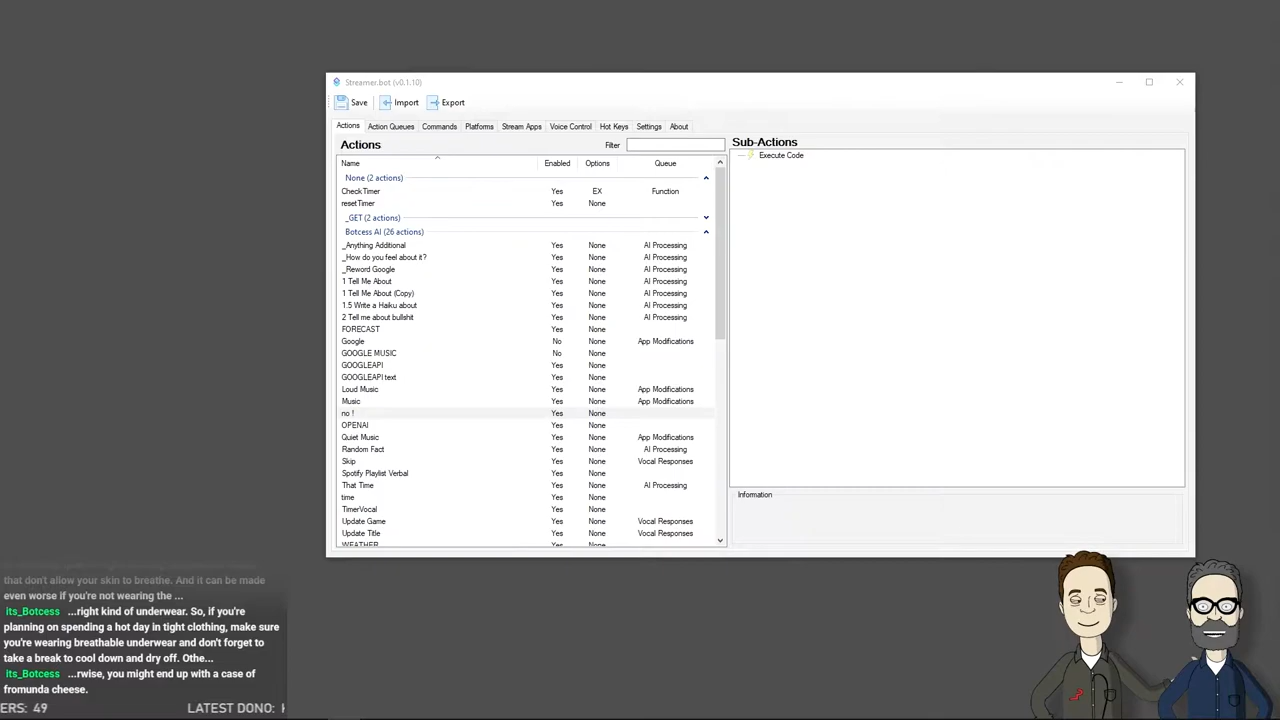 Streamer.bot (v0.1.10)
Save Import Export
Actions Action Queues Commands Platforms Stream Apps Voice Control Hot Keys Settings About
Actions Filter
Name Enabled Options Queue
None (2 actions)
CheckTimer Yes EX Function
resetTimer Yes None
_GET (2 actions)
Botcess AI (26 actions)
_Anything Additional Yes None AI Processing
_How do you feel about it? Yes None AI Processing
_Reword Google Yes None AI Processing
1 Tell Me About Yes None AI Processing
1 Tell Me About (Copy) Yes None AI Processing
1.5 Write a Haiku about Yes None AI Processing
2 Tell me about bullshit Yes None AI Processing
FORECAST Yes None
Google No None App Modifications
GOOGLE MUSIC No None
GOOGLEAPI Yes None
GOOGLEAPI text Yes None
Loud Music Yes None App Modifications
Music Yes None App Modifications
no ! Yes None
OPENAI Yes None
Quiet Music Yes None App Modifications
Random Fact Yes None AI Processing
Skip Yes None Vocal Responses
Spotify Playlist Verbal Yes None
That Time Yes None AI Processing
time Yes None
TimerVocal Yes None
Update Game Yes None Vocal Responses
Update Title Yes None Vocal Responses
WEATHER Yes None
Sub-Actions
Execute Code
Information
that don't allow your skin to breathe. And it can be made
even worse if you're not wearing the ...
its_Botcess ...right kind of underwear. So, if you're
planning on spending a hot day in tight clothing, make sure
you're wearing breathable underwear and don't forget to
take a break to cool down and dry off. Othe...
its_Botcess ...rwise, you might end up with a case of
fromunda cheese.
ERS: 49 LATEST DONO: